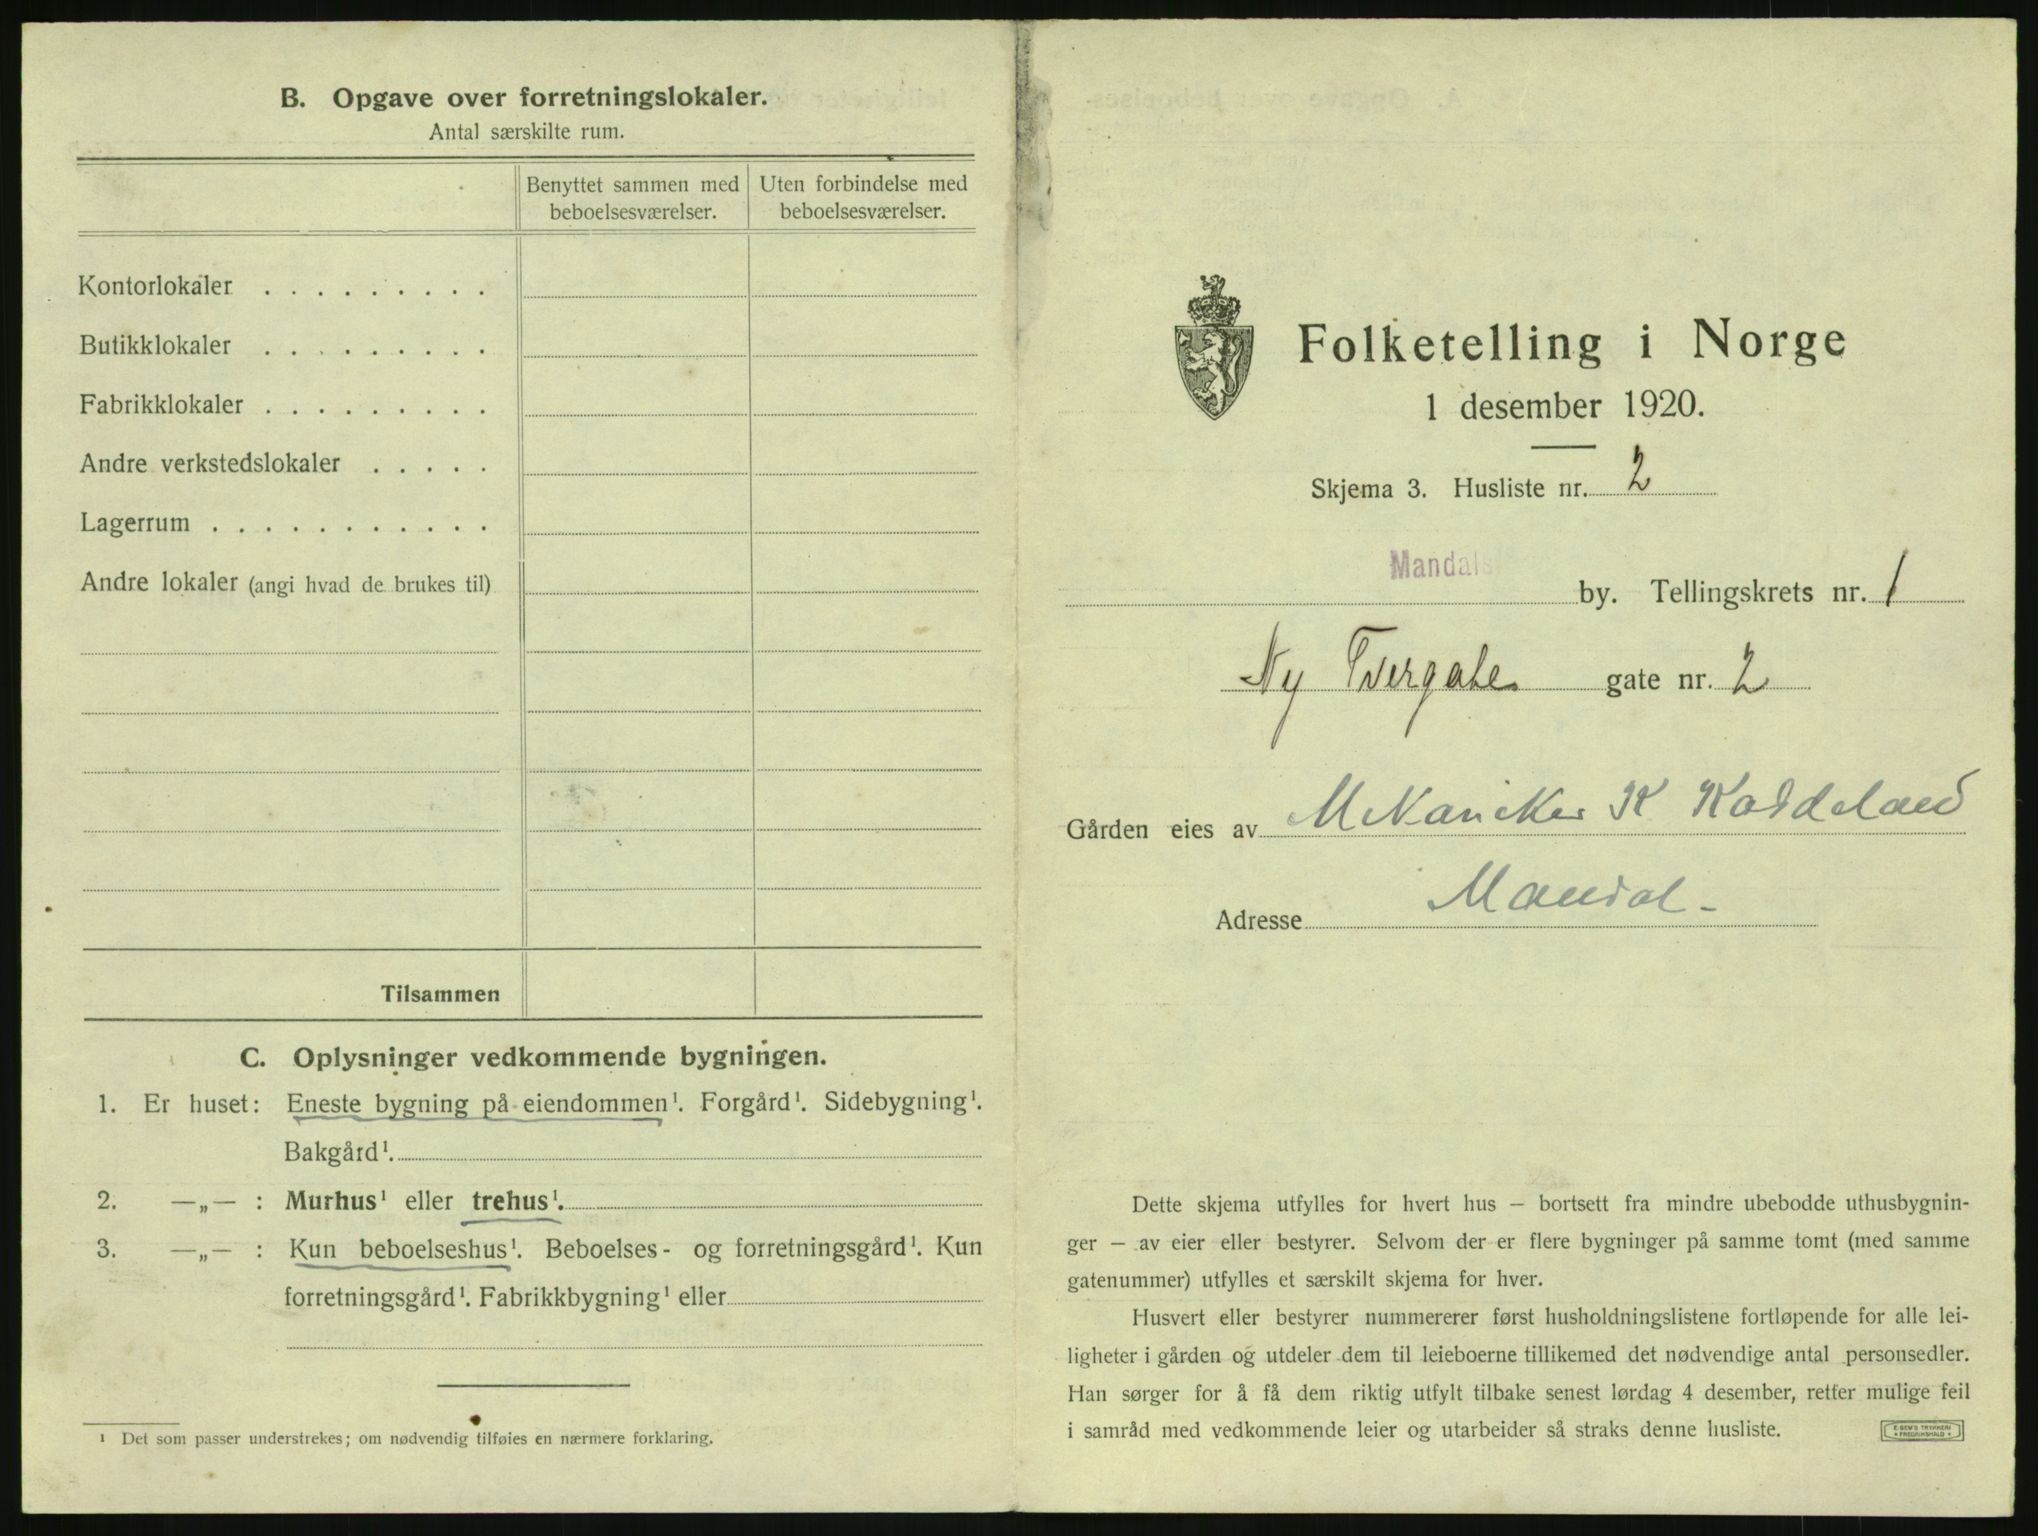 B. Opgave over forretningslokaler.
Antal særskilte rum.
Benyttet sammen med beboelsesværelser.
Uten forbindelse med beboelsesværelser.
Kontorlokaler . . . . . . . . .
Butikklokaler . . . . . . . . .
Fabrikklokaler . . . . . . . . .
Andre verkstedslokaler . . . . .
Lagerrum . . . . . . . . . . .
Andre lokaler (angi hvad de brukes til)
Tilsammen
C. Oplysninger vedkommende bygningen.
1. Er huset: Eneste bygning på eiendommen¹. Forgård¹. Sidebygning¹.
Bakgård¹.
2. —„— : Murhus¹ eller trehus¹.
3. —„— : Kun beboelseshus¹. Beboelses- og forretningsgård¹. Kun
forretningsgård¹. Fabrikkbygning¹ eller
¹ Det som passer understrekes; om nødvendig tilføies en nærmere forklaring.
Folketelling i Norge
1 desember 1920.
Skjema 3. Husliste nr. 2
Mandals by. Tellingskrets nr. 1
Ny Tvergate gate nr. 2
Gården eies av K
Adresse Mandal -
Dette skjema utfylles for hvert hus — bortsett fra mindre ubebodde uthusbygnin-
ger — av eier eller bestyrer. Selvom der er flere bygninger på samme tomt (med samme
gatenummer) utfylles et særskilt skjema for hver.
Husvert eller bestyrer nummererer først husholdningslistene fortløpende for alle lei-
ligheter i gården og utdeler dem til leieboerne tillikemed det nødvendige antal personsedler.
Han sørger for å få dem riktig utfylt tilbake senest lørdag 4 desember, retter mulige feil
i samråd med vedkommende leier og utarbeider så straks denne husliste.
E. SEM'S TRYKKERI
FREDRIKSHALD